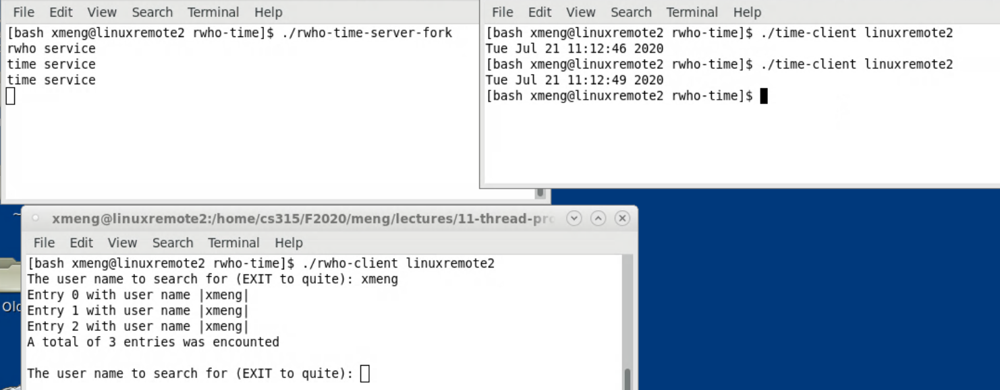 File Edit View Search Terminal Help
[bash xmeng@linuxremote2 rwho-time]$ ./rwho-time-server-fork
rwho service
time service
time service
File Edit View Search Terminal Help
[bash xmeng@linuxremote2 rwho-time]$ ./time-client linuxremote2
Tue Jul 21 11:12:46 2020
[bash xmeng@linuxremote2 rwho-time]$ ./time-client linuxremote2
Tue Jul 21 11:12:49 2020
[bash xmeng@linuxremote2 rwho-time]$
~
Old
xmeng@linuxremote2:/home/cs315/F2020/meng/lectures/11-thread-pro
File Edit View Search Terminal Help
[bash xmeng@linuxremote2 rwho-time]$ ./rwho-client linuxremote2
The user name to search for (EXIT to quite): xmeng
Entry 0 with user name |xmeng|
Entry 1 with user name |xmeng|
Entry 2 with user name |xmeng|
A total of 3 entries was encounted
The user name to search for (EXIT to quite):